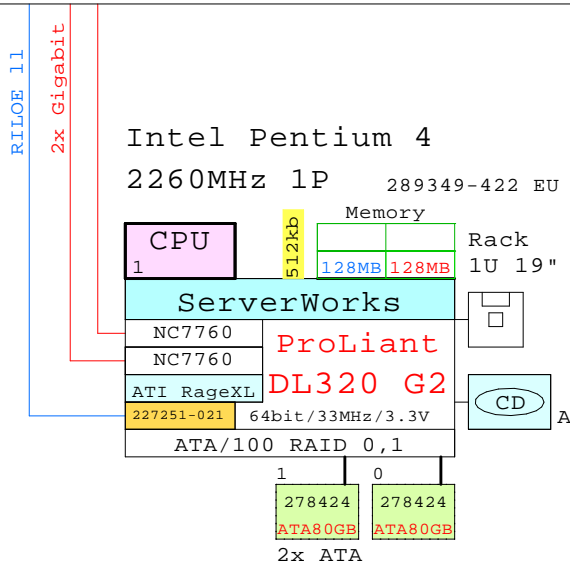 RILOE 11
2x Gigabit
Intel Pentium 4
2260MHz 1P
289349-422 EU
512kb
Memory
CPU
1
128MB 128MB
Rack
1U 19"
ServerWorks
NC7760
NC7760
ProLiant
DL320 G2
ATI RageXL
227251-021
64bit/33MHz/3.3V
CD
A
ATA/100 RAID 0,1
1 0
278424 278424
ATA80GB ATA80GB
2x ATA